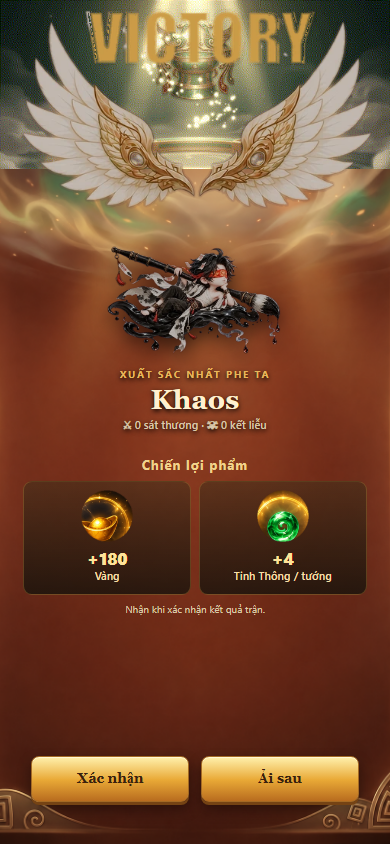 VICTORY
XUẤT SẮC NHẤT PHE TA
Khaos
0 sát thương · 0 kết liễu
Chiến lợi phẩm
+180
Vàng
+4
Tinh Thông / tướng
Nhận khi xác nhận kết quả trận.
Xác nhận
Ải sau